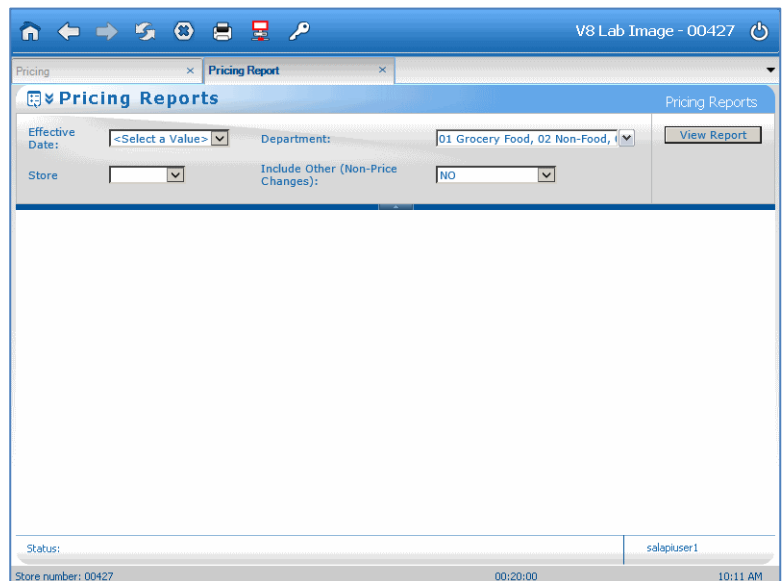 V8 Lab Image - 00427
Pricing
Pricing Report
Pricing Reports
Pricing Reports
Effective Date:
<Select a Value>
Department:
01 Grocery Food, 02 Non-Food,
View Report
Store
Include Other (Non-Price Changes):
NO
Status:
salapiuser1
Store number: 00427
00:20:00
10:11 AM